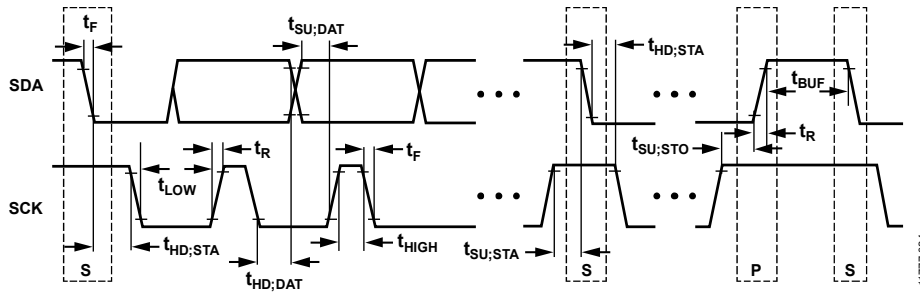 tF
tSU;DAT
tHD;STA
SDA
tBUF
tR
tF
tR
tSU;STO
tLOW
SCK
tHD;STA
tHIGH
tSU;STA
tHD;DAT
S
S
P
S